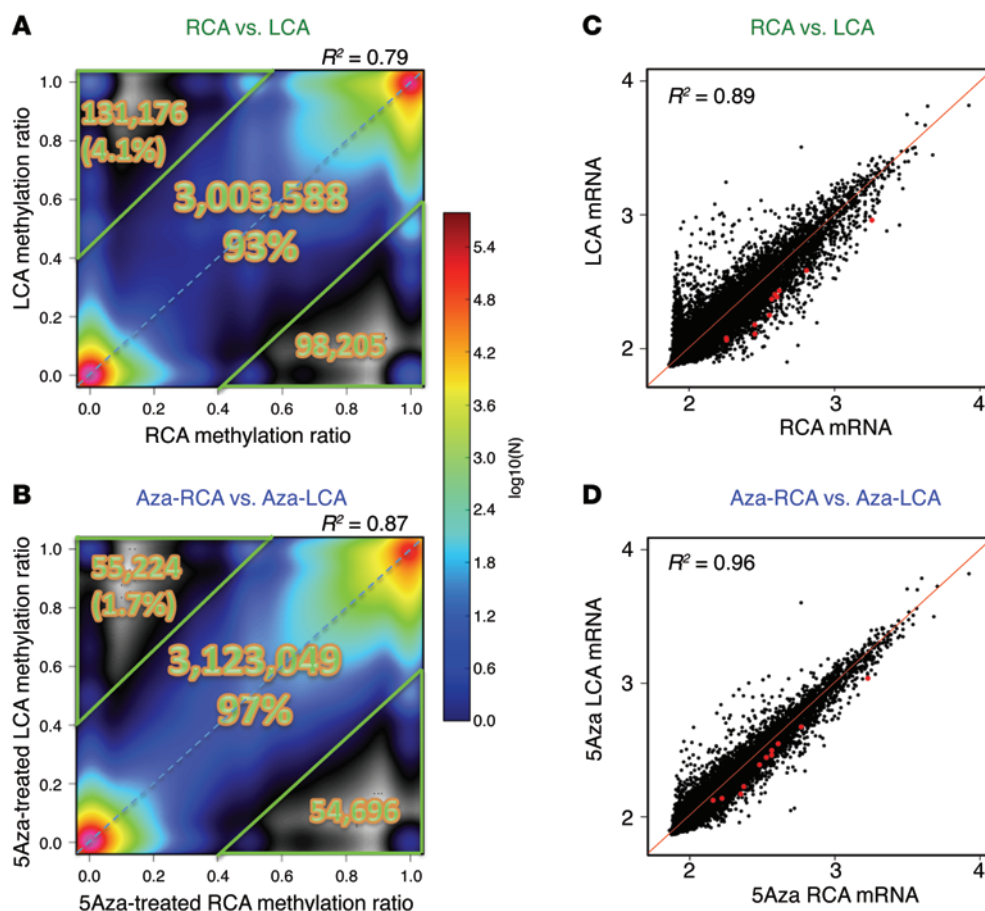 A
RCA vs. LCA
R² = 0.79
LCA methylation ratio
1.0
0.8
0.6
0.4
0.2
0.0
131,176
(4.1%)
3,003,588
93%
98,205
0.0 0.2 0.4 0.6 0.8 1.0
RCA methylation ratio
5.4
4.8
4.2
3.6
3.0
2.4
1.8
1.2
0.6
0.0
log10(N)
B
Aza-RCA vs. Aza-LCA
R² = 0.87
5Aza-treated LCA methylation ratio
1.0
0.8
0.6
0.4
0.2
0.0
55,224
(1.7%)
3,123,049
97%
54,696
0.0 0.2 0.4 0.6 0.8 1.0
5Aza-treated RCA methylation ratio
C
RCA vs. LCA
R² = 0.89
LCA mRNA
4
3
2
2 3 4
RCA mRNA
D
Aza-RCA vs. Aza-LCA
R² = 0.96
5Aza LCA mRNA
4
3
2
2 3 4
5Aza RCA mRNA